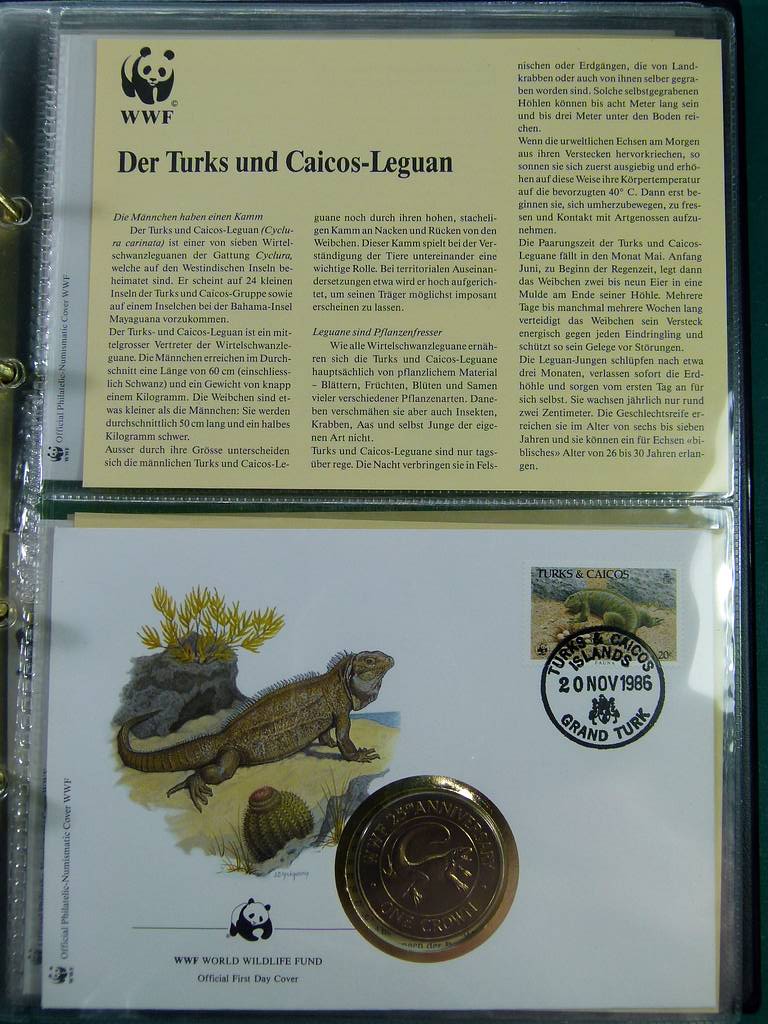 WWF
©
Der Turks und Caicos-Leguan
Die Männchen haben einen Kamm
Der Turks und Caicos-Leguan (Cyclu-
ra carinata) ist einer von sieben Wirtel-
schwanzleguanen der Gattung Cyclura,
welche auf den Westindischen Inseln be-
heimatet sind. Er scheint auf 24 kleinen
Inseln der Turks und Caicos-Gruppe sowie
auf einem Inselchen bei der Bahama-Insel
Mayaguana vorzukommen.
Der Turks- und Caicos-Leguan ist ein mit-
telgrosser Vertreter der Wirtelschwanzle-
guane. Die Männchen erreichen im Durch-
schnitt eine Länge von 60 cm (einschliess-
lich Schwanz) und ein Gewicht von knapp
einem Kilogramm. Die Weibchen sind et-
was kleiner als die Männchen: Sie werden
durchschnittlich 50 cm lang und ein halbes
Kilogramm schwer.
Ausser durch ihre Grösse unterscheiden
sich die männlichen Turks und Caicos-Le-
guane noch durch ihren hohen, stacheli-
gen Kamm an Nacken und Rücken von den
Weibchen. Dieser Kamm spielt bei der Ver-
ständigung der Tiere untereinander eine
wichtige Rolle. Bei territorialen Auseinan-
dersetzungen etwa wird er hoch aufgerich-
tet, um seinen Träger möglichst imposant
erscheinen zu lassen.
Leguane sind Pflanzenfresser
Wie alle Wirtelschwanzleguane ernäh-
ren sich die Turks und Caicos-Leguane
hauptsächlich von pflanzlichem Material
– Blättern, Früchten, Blüten und Samen
vieler verschiedener Pflanzenarten. Dane-
ben verschmähen sie aber auch Insekten,
Krabben, Aas und selbst Junge der eige-
nen Art nicht.
Turks und Caicos-Leguane sind nur tags-
über rege. Die Nacht verbringen sie in Fels-
nischen oder Erdgängen, die von Land-
krabben oder auch von ihnen selber gegra-
ben worden sind. Solche selbstgegrabenen
Höhlen können bis acht Meter lang sein
und bis drei Meter unter den Boden rei-
chen.
Wenn die urweltlichen Echsen am Morgen
aus ihren Verstecken hervorkriechen, so
sonnen sie sich zuerst ausgiebig und erhö-
hen auf diese Weise ihre Körpertemperatur
auf die bevorzugten 40° C. Dann erst be-
ginnen sie, sich umherzubewegen, zu fres-
sen und Kontakt mit Artgenossen aufzu-
nehmen.
Die Paarungszeit der Turks und Caicos-
Leguane fällt in den Monat Mai. Anfang
Juni, zu Beginn der Regenzeit, legt dann
das Weibchen zwei bis neun Eier in eine
Mulde am Ende seiner Höhle. Mehrere
Tage bis manchmal mehrere Wochen lang
verteidigt das Weibchen sein Versteck
energisch gegen jeden Eindringling und
schützt so sein Gelege vor Störungen.
Die Leguan-Jungen schlüpfen nach etwa
drei Monaten, verlassen sofort die Erd-
höhle und sorgen vom ersten Tag an für
sich selbst. Sie wachsen jährlich nur rund
zwei Zentimeter. Die Geschlechtsreife er-
reichen sie im Alter von sechs bis sieben
Jahren und sie können ein für Echsen «bi-
blisches» Alter von 26 bis 30 Jahren erlan-
gen.
Official Philatelic-Numismatic Cover WWF
TURKS & CAICOS
20c
FAUNA
TURKS & CAICOS
ISLANDS
20 NOV 1986
GRAND TURK
WWF 25TH ANNIVERSARY
ONE CROWN
Official Philatelic-Numismatic Cover WWF
WWF WORLD WILDLIFE FUND
Official First Day Cover